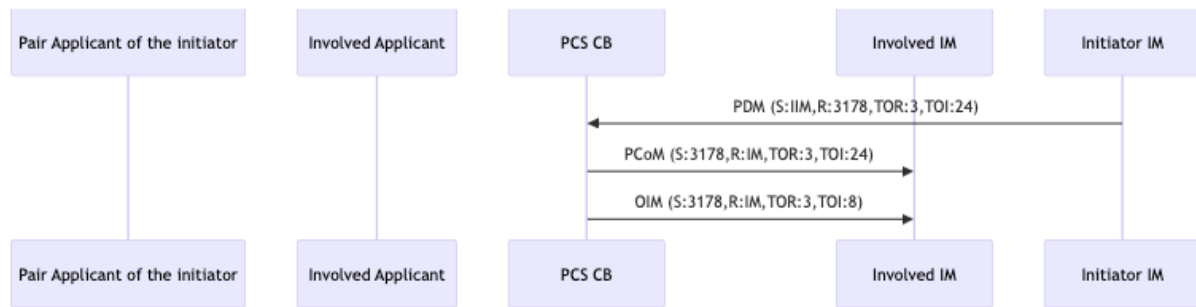 Pair Applicant of the initiator
Involved Applicant
PCS CB
Involved IM
Initiator IM
PDM (S:IIM,R:3178,TOR:3,TOI:24)
PCoM (S:3178,R:IM,TOR:3,TOI:24)
OIM (S:3178,R:IM,TOR:3,TOI:8)
Pair Applicant of the initiator
Involved Applicant
PCS CB
Involved IM
Initiator IM